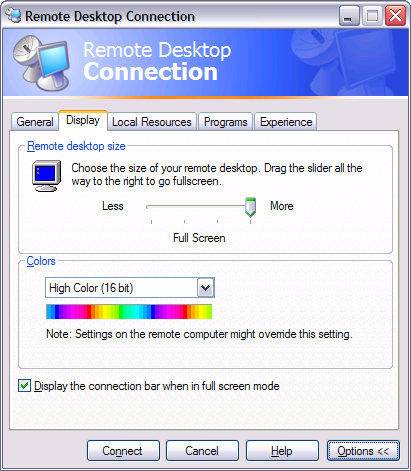 Remote Desktop Connection
Remote Desktop
Connection
General Display Local Resources Programs Experience
Remote desktop size
Choose the size of your remote desktop. Drag the slider all the
way to the right to go fullscreen.
Less More
Full Screen
Colors
High Color (16 bit)
Note: Settings on the remote computer might override this setting.
Display the connection bar when in full screen mode
Connect Cancel Help Options <<